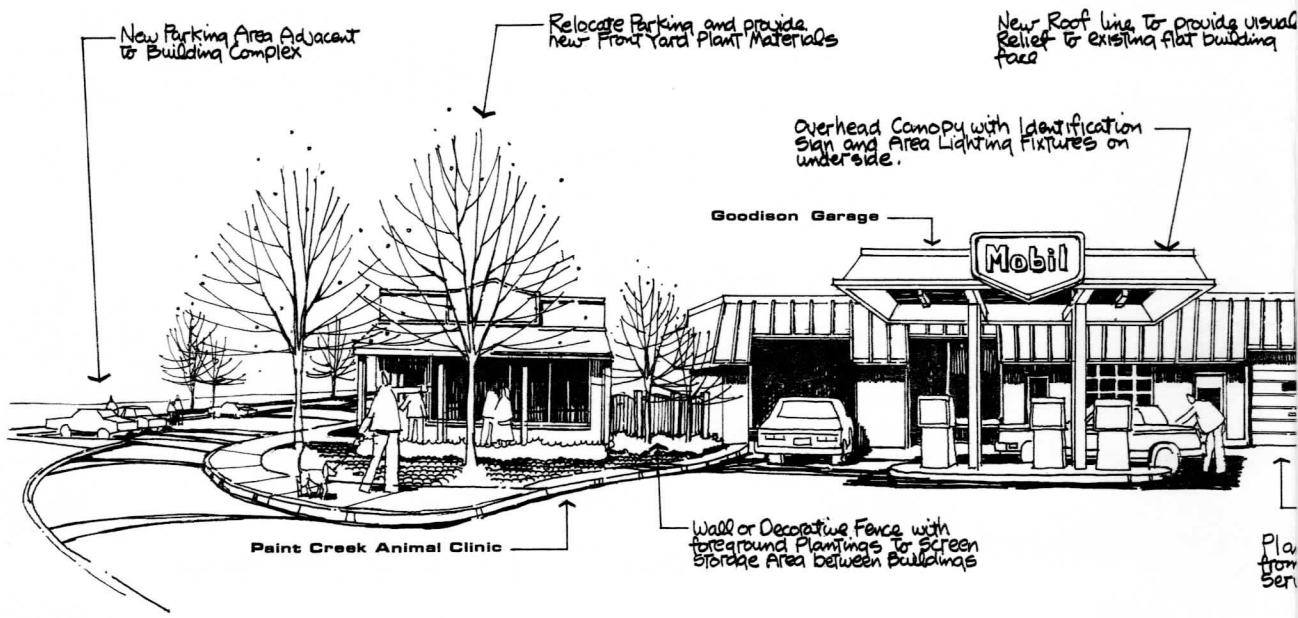 New Parking Area Adjacent
to Building Complex
Relocate Parking and provide
new Front Yard Plant Materials
New Roof line To provide visual
Relief To existing flat building
face
Overhead Canopy with Identification
Sign and Area Lighting Fixtures on
underside.
Goodison Garage
Mobil
Paint Creek Animal Clinic
Wall or Decorative Fence with
foreground Plantings To Screen
Storage Area between Buildings
from